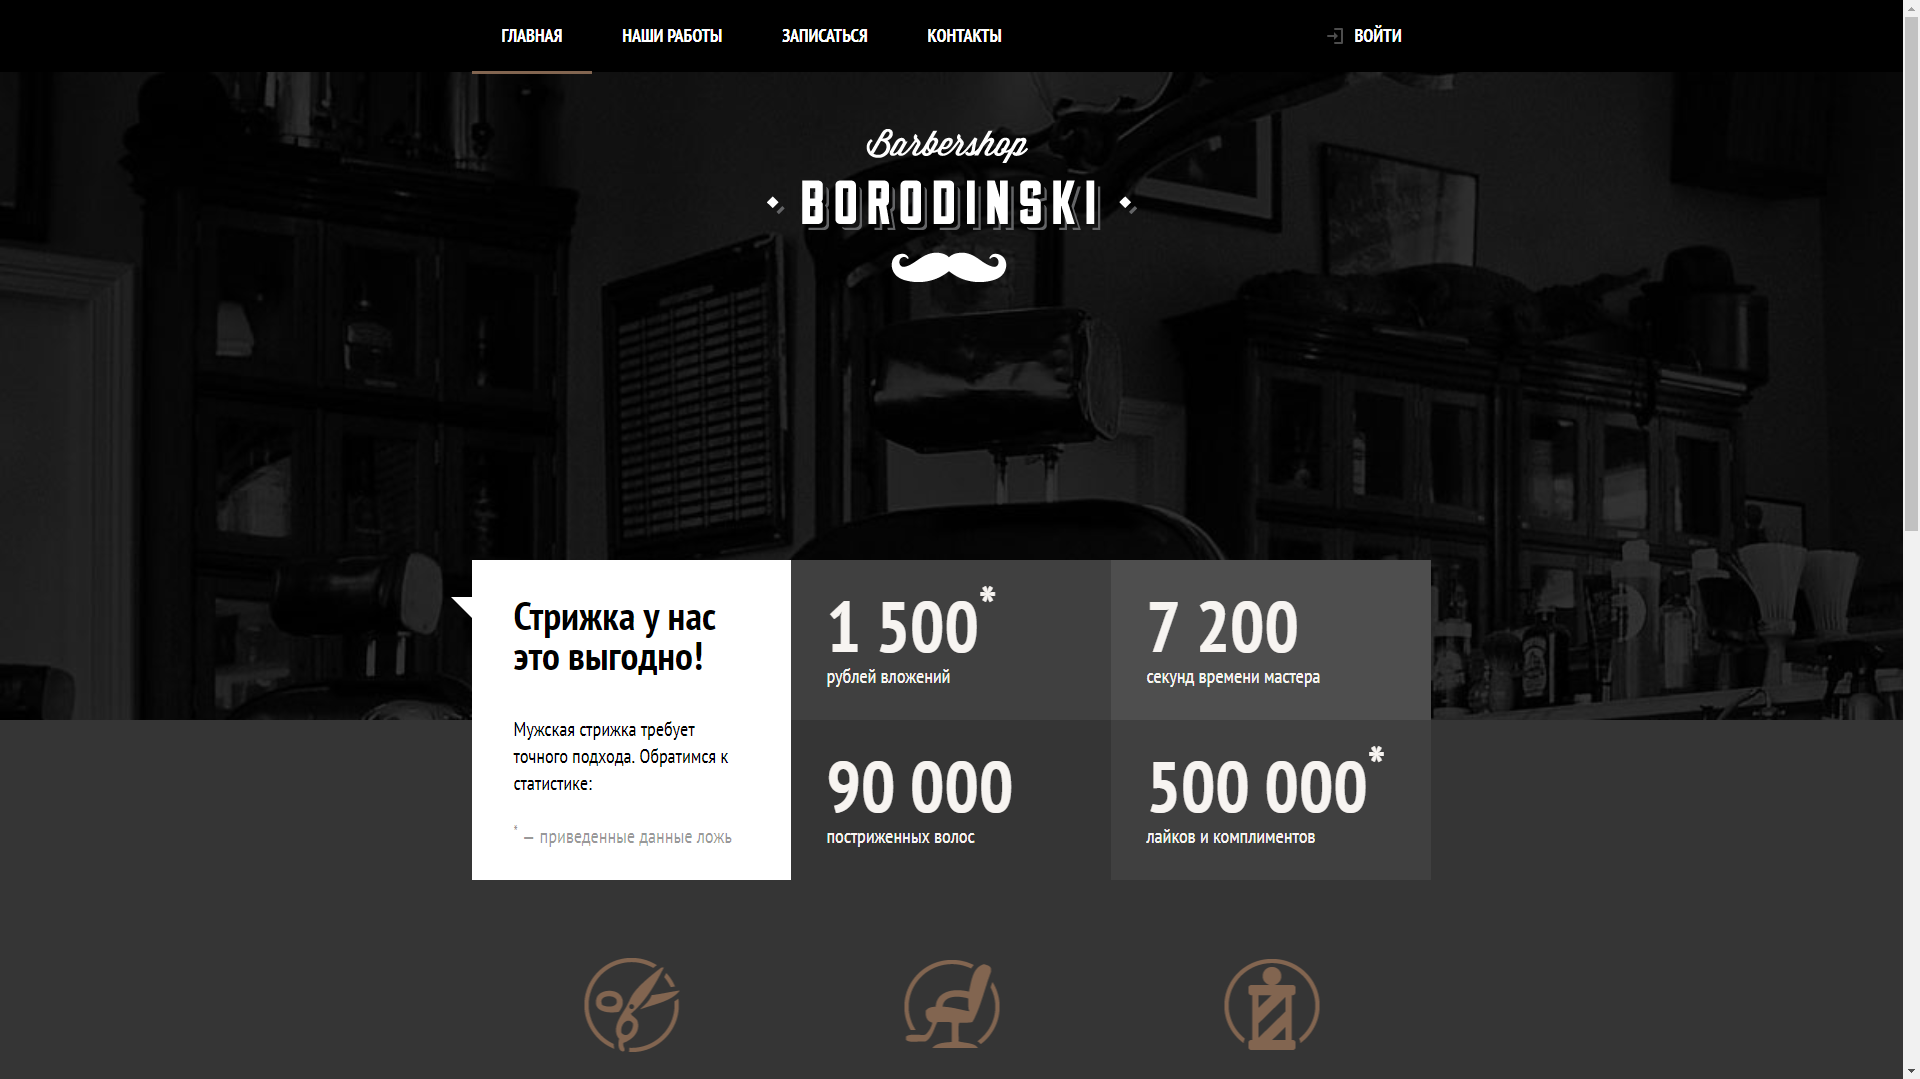 ГЛАВНАЯ
НАШИ РАБОТЫ
ЗАПИСАТЬСЯ
КОНТАКТЫ
ВОЙТИ
Barbershop
BORODINSKI
Стрижка у нас
это выгодно!
Мужская стрижка требует
точного подхода. Обратимся к
статистике:
* — приведенные данные ложь
1 500*
рублей вложений
7 200
секунд времени мастера
90 000
постриженных волос
500 000*
лайков и комплиментов